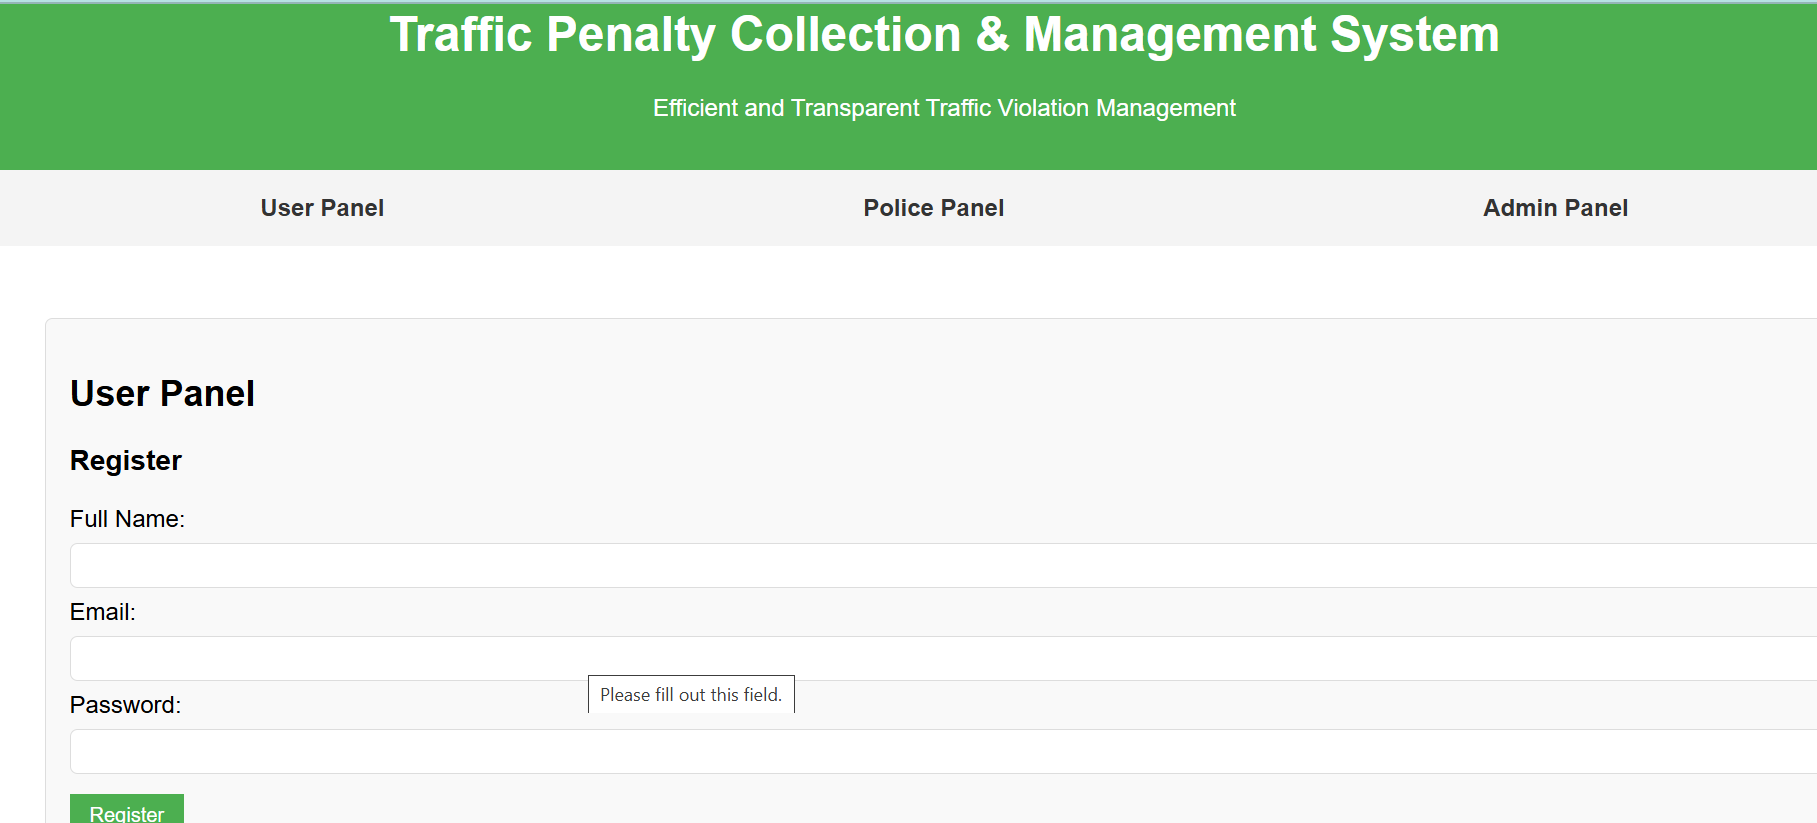 Traffic Penalty Collection & Management System
Efficient and Transparent Traffic Violation Management
User Panel
Police Panel
Admin Panel
User Panel
Register
Full Name:
Email:
Please fill out this field.
Password:
Register